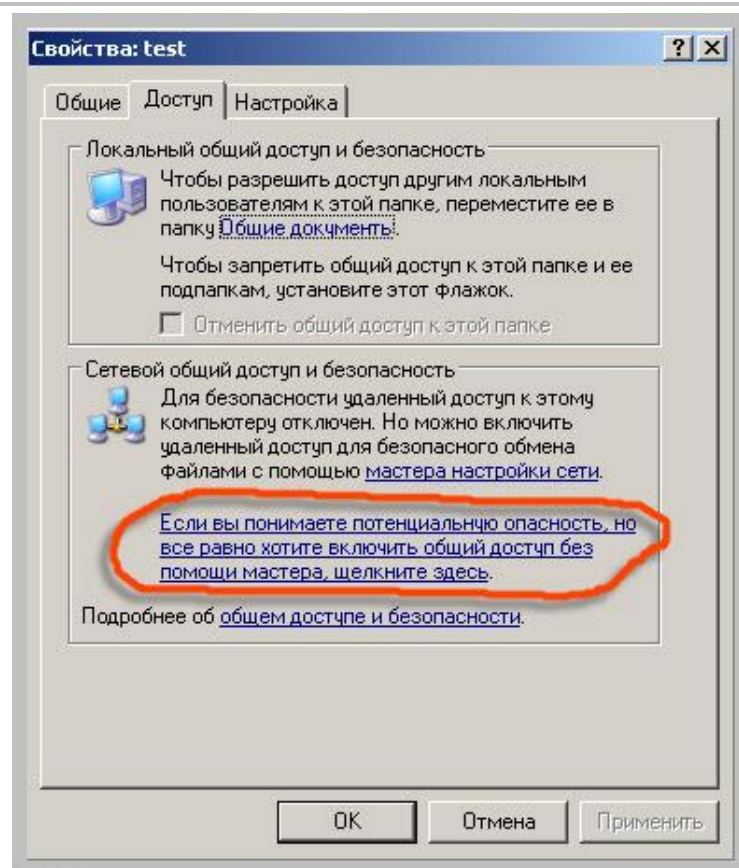 Свойства: test
Общие Доступ Настройка
Локальный общий доступ и безопасность
Чтобы разрешить доступ другим локальным
пользователям к этой папке, переместите ее в
папку Общие документы.
Чтобы запретить общий доступ к этой папке и ее
подпапкам, установите этот флажок.
Отменить общий доступ к этой папке
Сетевой общий доступ и безопасность
Для безопасности удаленный доступ к этому
компьютеру отключен. Но можно включить
удаленный доступ для безопасного обмена
файлами с помощью мастера настройки сети.
Если вы понимаете потенциальную опасность, но
все равно хотите включить общий доступ без
помощи мастера, щелкните здесь.
Подробнее об общем доступе и безопасности.
OK Отмена Применить